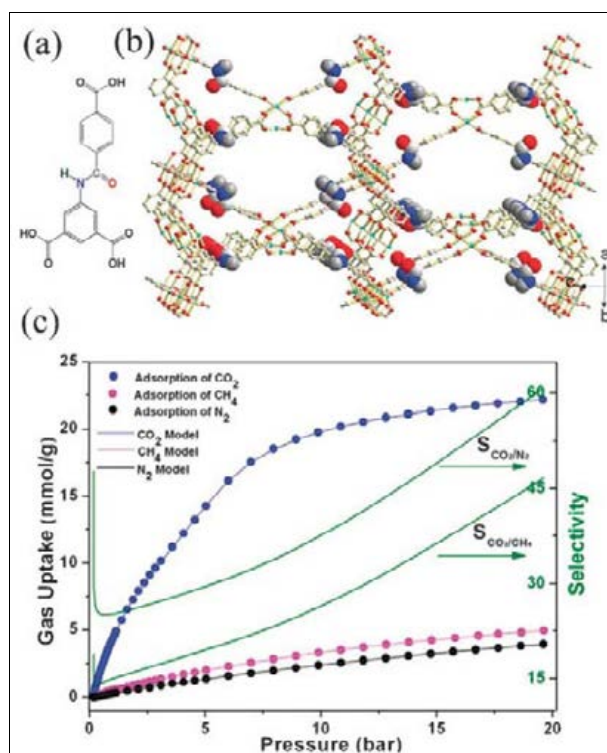 (a)
(b)
OH
O
H
N
C
O
HO
O
O
OH
a
c
b
(c)
25
20
15
10
5
0
Gas Uptake (mmol/g)
Adsorption of CO₂
Adsorption of CH₄
Adsorption of N₂
CO₂ Model
CH₄ Model
N₂ Model
S CO₂/N₂
S CO₂/CH₄
60
45
30
15
Selectivity
0
5
10
15
20
Pressure (bar)